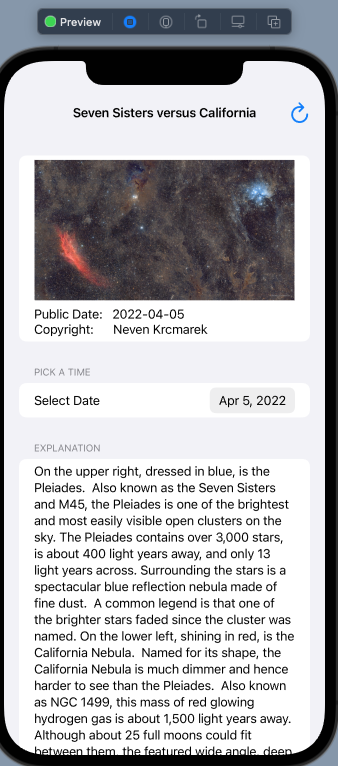 Preview
Seven Sisters versus California
Public Date: 2022-04-05
Copyright: Neven Krcmarek
PICK A TIME
Select Date Apr 5, 2022
EXPLANATION
On the upper right, dressed in blue, is the
Pleiades.  Also known as the Seven Sisters
and M45, the Pleiades is one of the brightest
and most easily visible open clusters on the
sky. The Pleiades contains over 3,000 stars,
is about 400 light years away, and only 13
light years across. Surrounding the stars is a
spectacular blue reflection nebula made of
fine dust.  A common legend is that one of
the brighter stars faded since the cluster was
named. On the lower left, shining in red, is the
California Nebula.  Named for its shape, the
California Nebula is much dimmer and hence
harder to see than the Pleiades.  Also known
as NGC 1499, this mass of red glowing
hydrogen gas is about 1,500 light years away.
Although about 25 full moons could fit
between them, the featured wide angle, deep